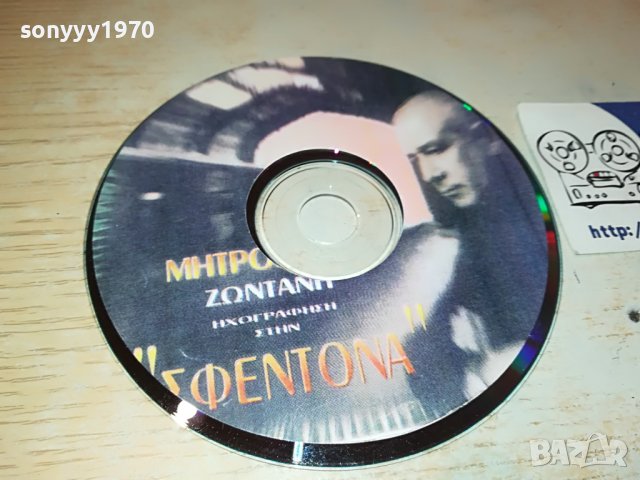 sonyyy1970
ΜΗΤΡΟ
ΖΩΝΤΑΝΗ
ΗΧΟΓΡΑΦΗΣΗ
ΣΤΗΝ
"ΣΦΕΝΤΟΝΑ"
http:/
BAZAR